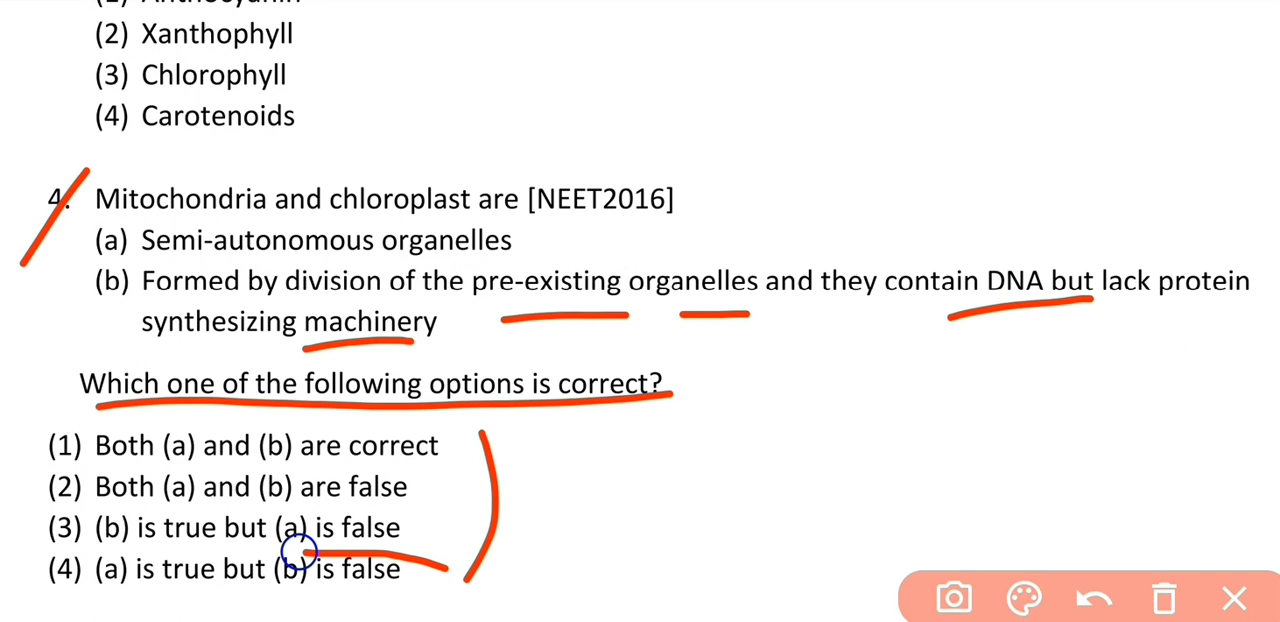 (2) Xanthophyll
(3) Chlorophyll
(4) Carotenoids
4. Mitochondria and chloroplast are [NEET2016]
(a) Semi-autonomous organelles
(b) Formed by division of the pre-existing organelles and they contain DNA but lack protein
synthesizing machinery
Which one of the following options is correct?
(1) Both (a) and (b) are correct
(2) Both (a) and (b) are false
(3) (b) is true but (a) is false
(4) (a) is true but (b) is false